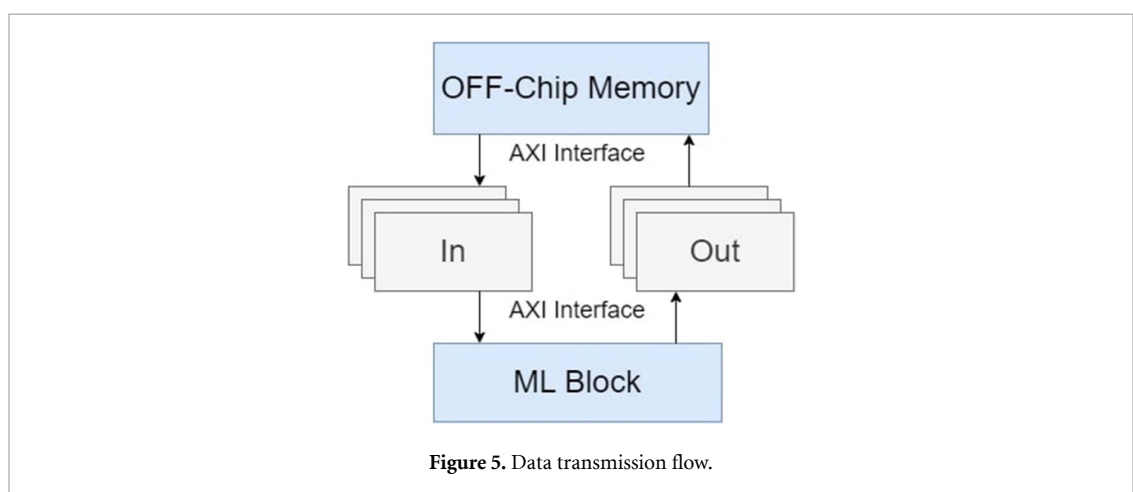 OFF-Chip Memory
AXI Interface
In
Out
AXI Interface
ML Block
Figure 5. Data transmission flow.